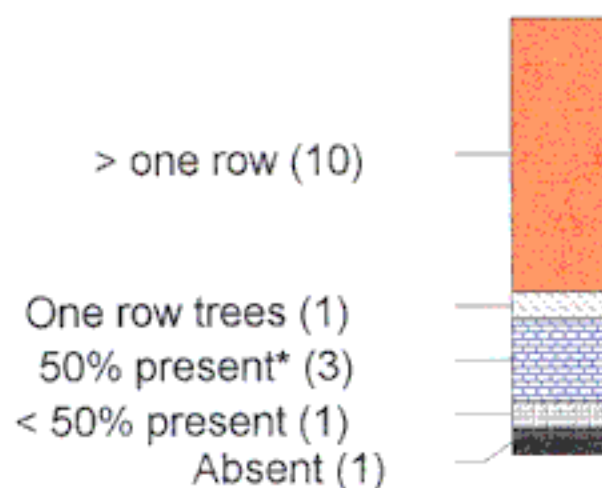 > one row (10)
One row trees (1)
50% present* (3)
< 50% present (1)
Absent (1)